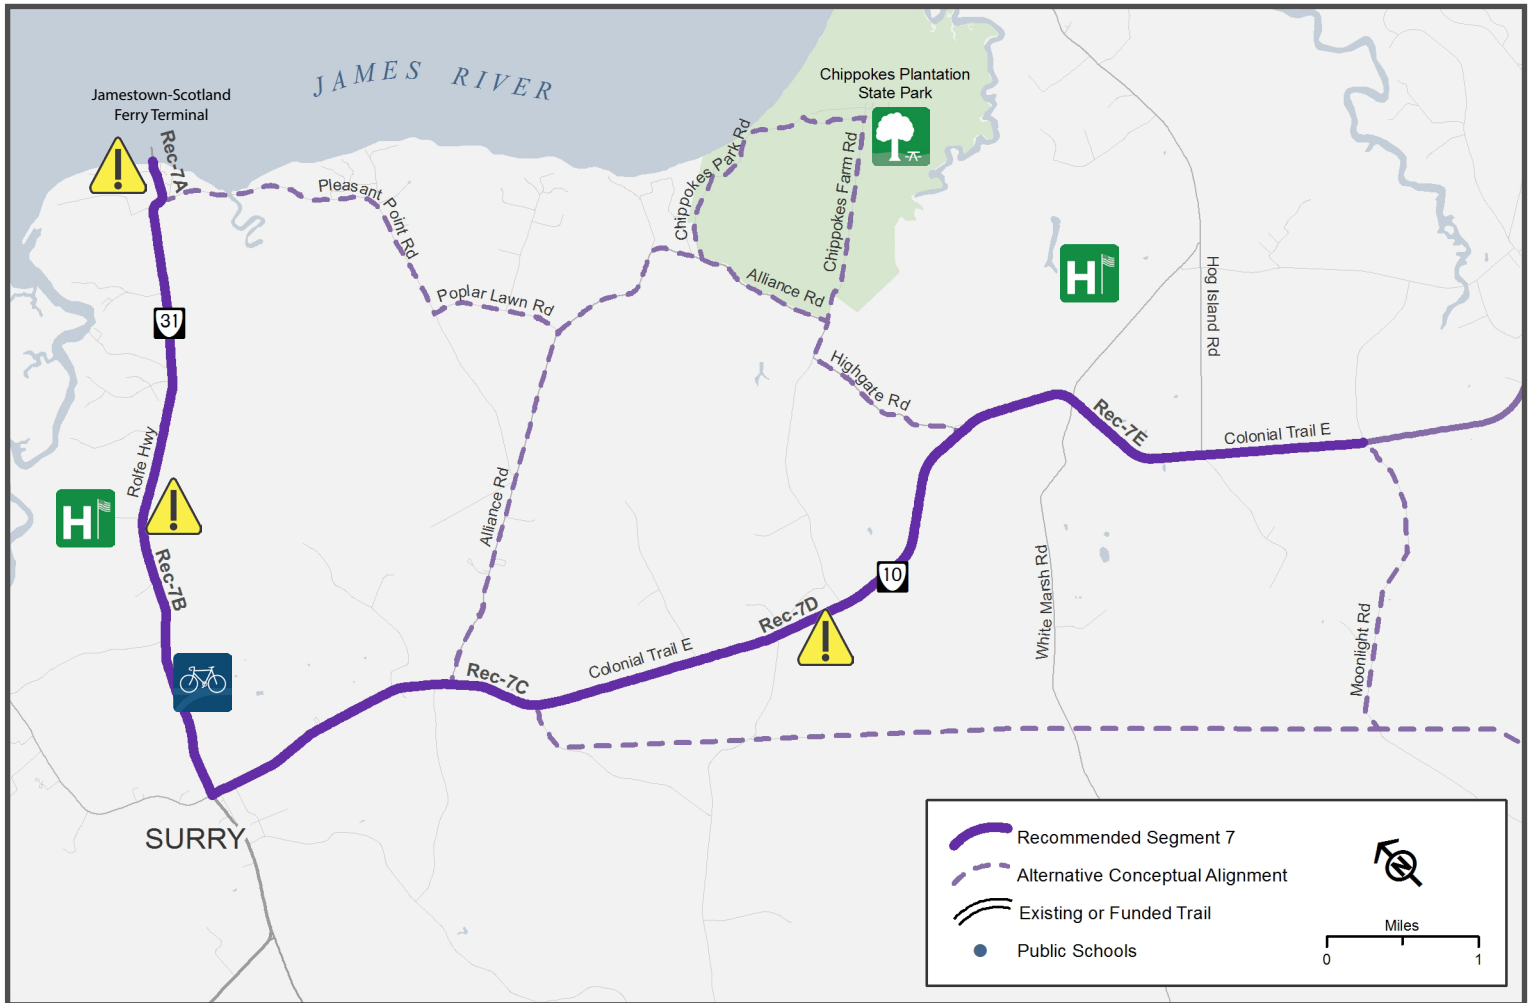 JAMES RIVER
Chippokes Plantation
State Park
Jamestown-Scotland
Ferry Terminal
Rec-7A
Pleasant Point Rd
Chippokes Park Rd
Chippokes Farm Rd
Alliance Rd
Poplar Lawn Rd
H
Hog Island Rd
31
Highgate Rd
Rec-7E
Colonial Trail E
Rolfe Hwy
Alliance Rd
H
Rec-7B
10
White Marsh Rd
Rec-7D
Colonial Trail E
Rec-7C
Moonlight Rd
SURRY
Recommended Segment 7
Alternative Conceptual Alignment
Existing or Funded Trail
Public Schools
N
Miles
0 1